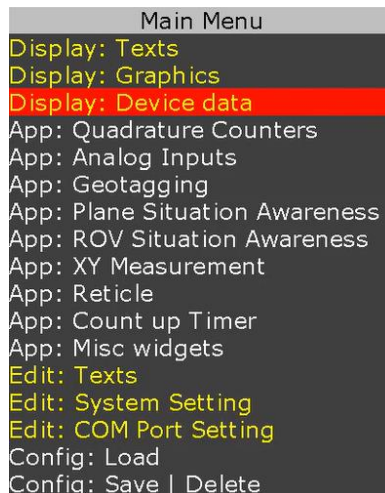 Main Menu
Display: Texts
Display: Graphics
Display: Device data
App: Quadrature Counters
App: Analog Inputs
App: Geotagging
App: Plane Situation Awareness
App: ROV Situation Awareness
App: XY Measurement
App: Reticle
App: Count up Timer
App: Misc widgets
Edit: Texts
Edit: System Setting
Edit: COM Port Setting
Config: Load
Config: Save | Delete